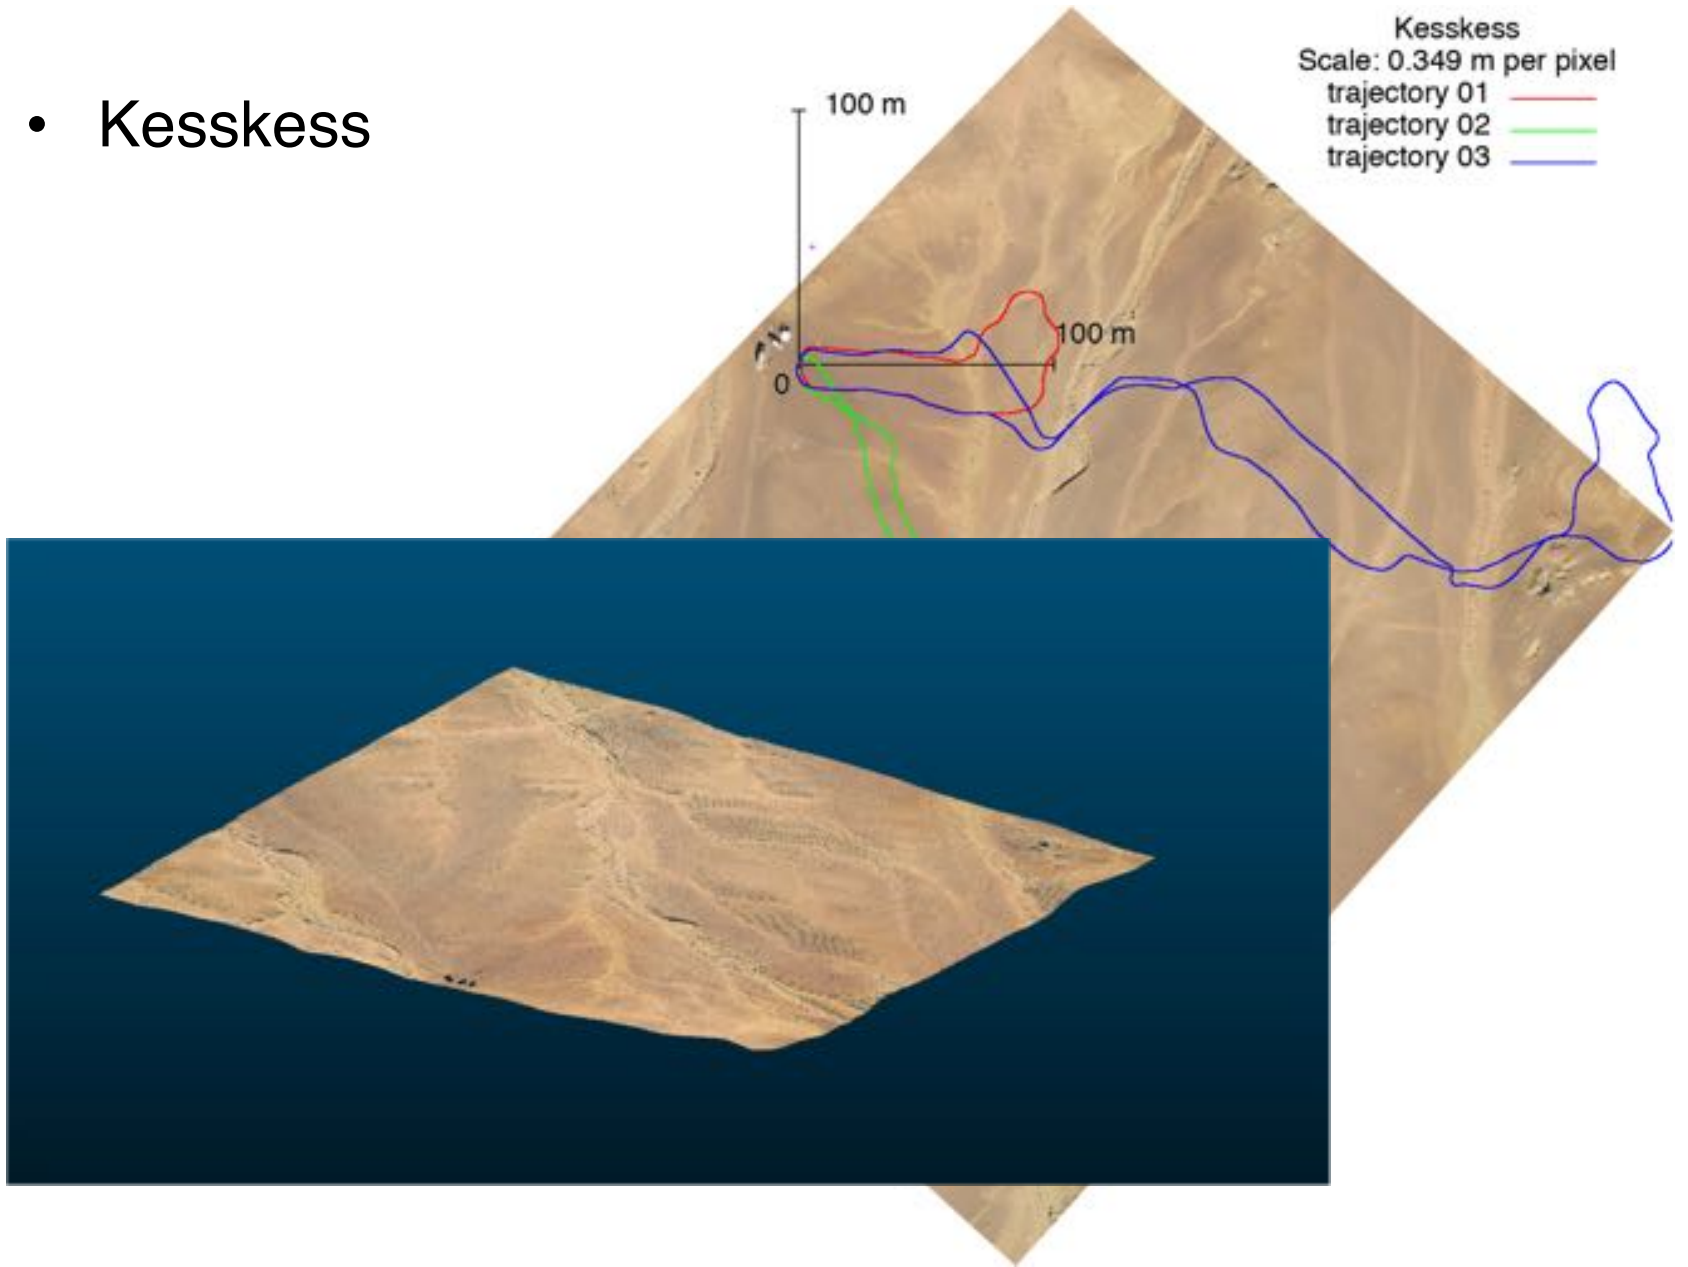 • Kesskess
Kesskess
Scale: 0.349 m per pixel
trajectory 01
trajectory 02
trajectory 03
100 m
100 m
0